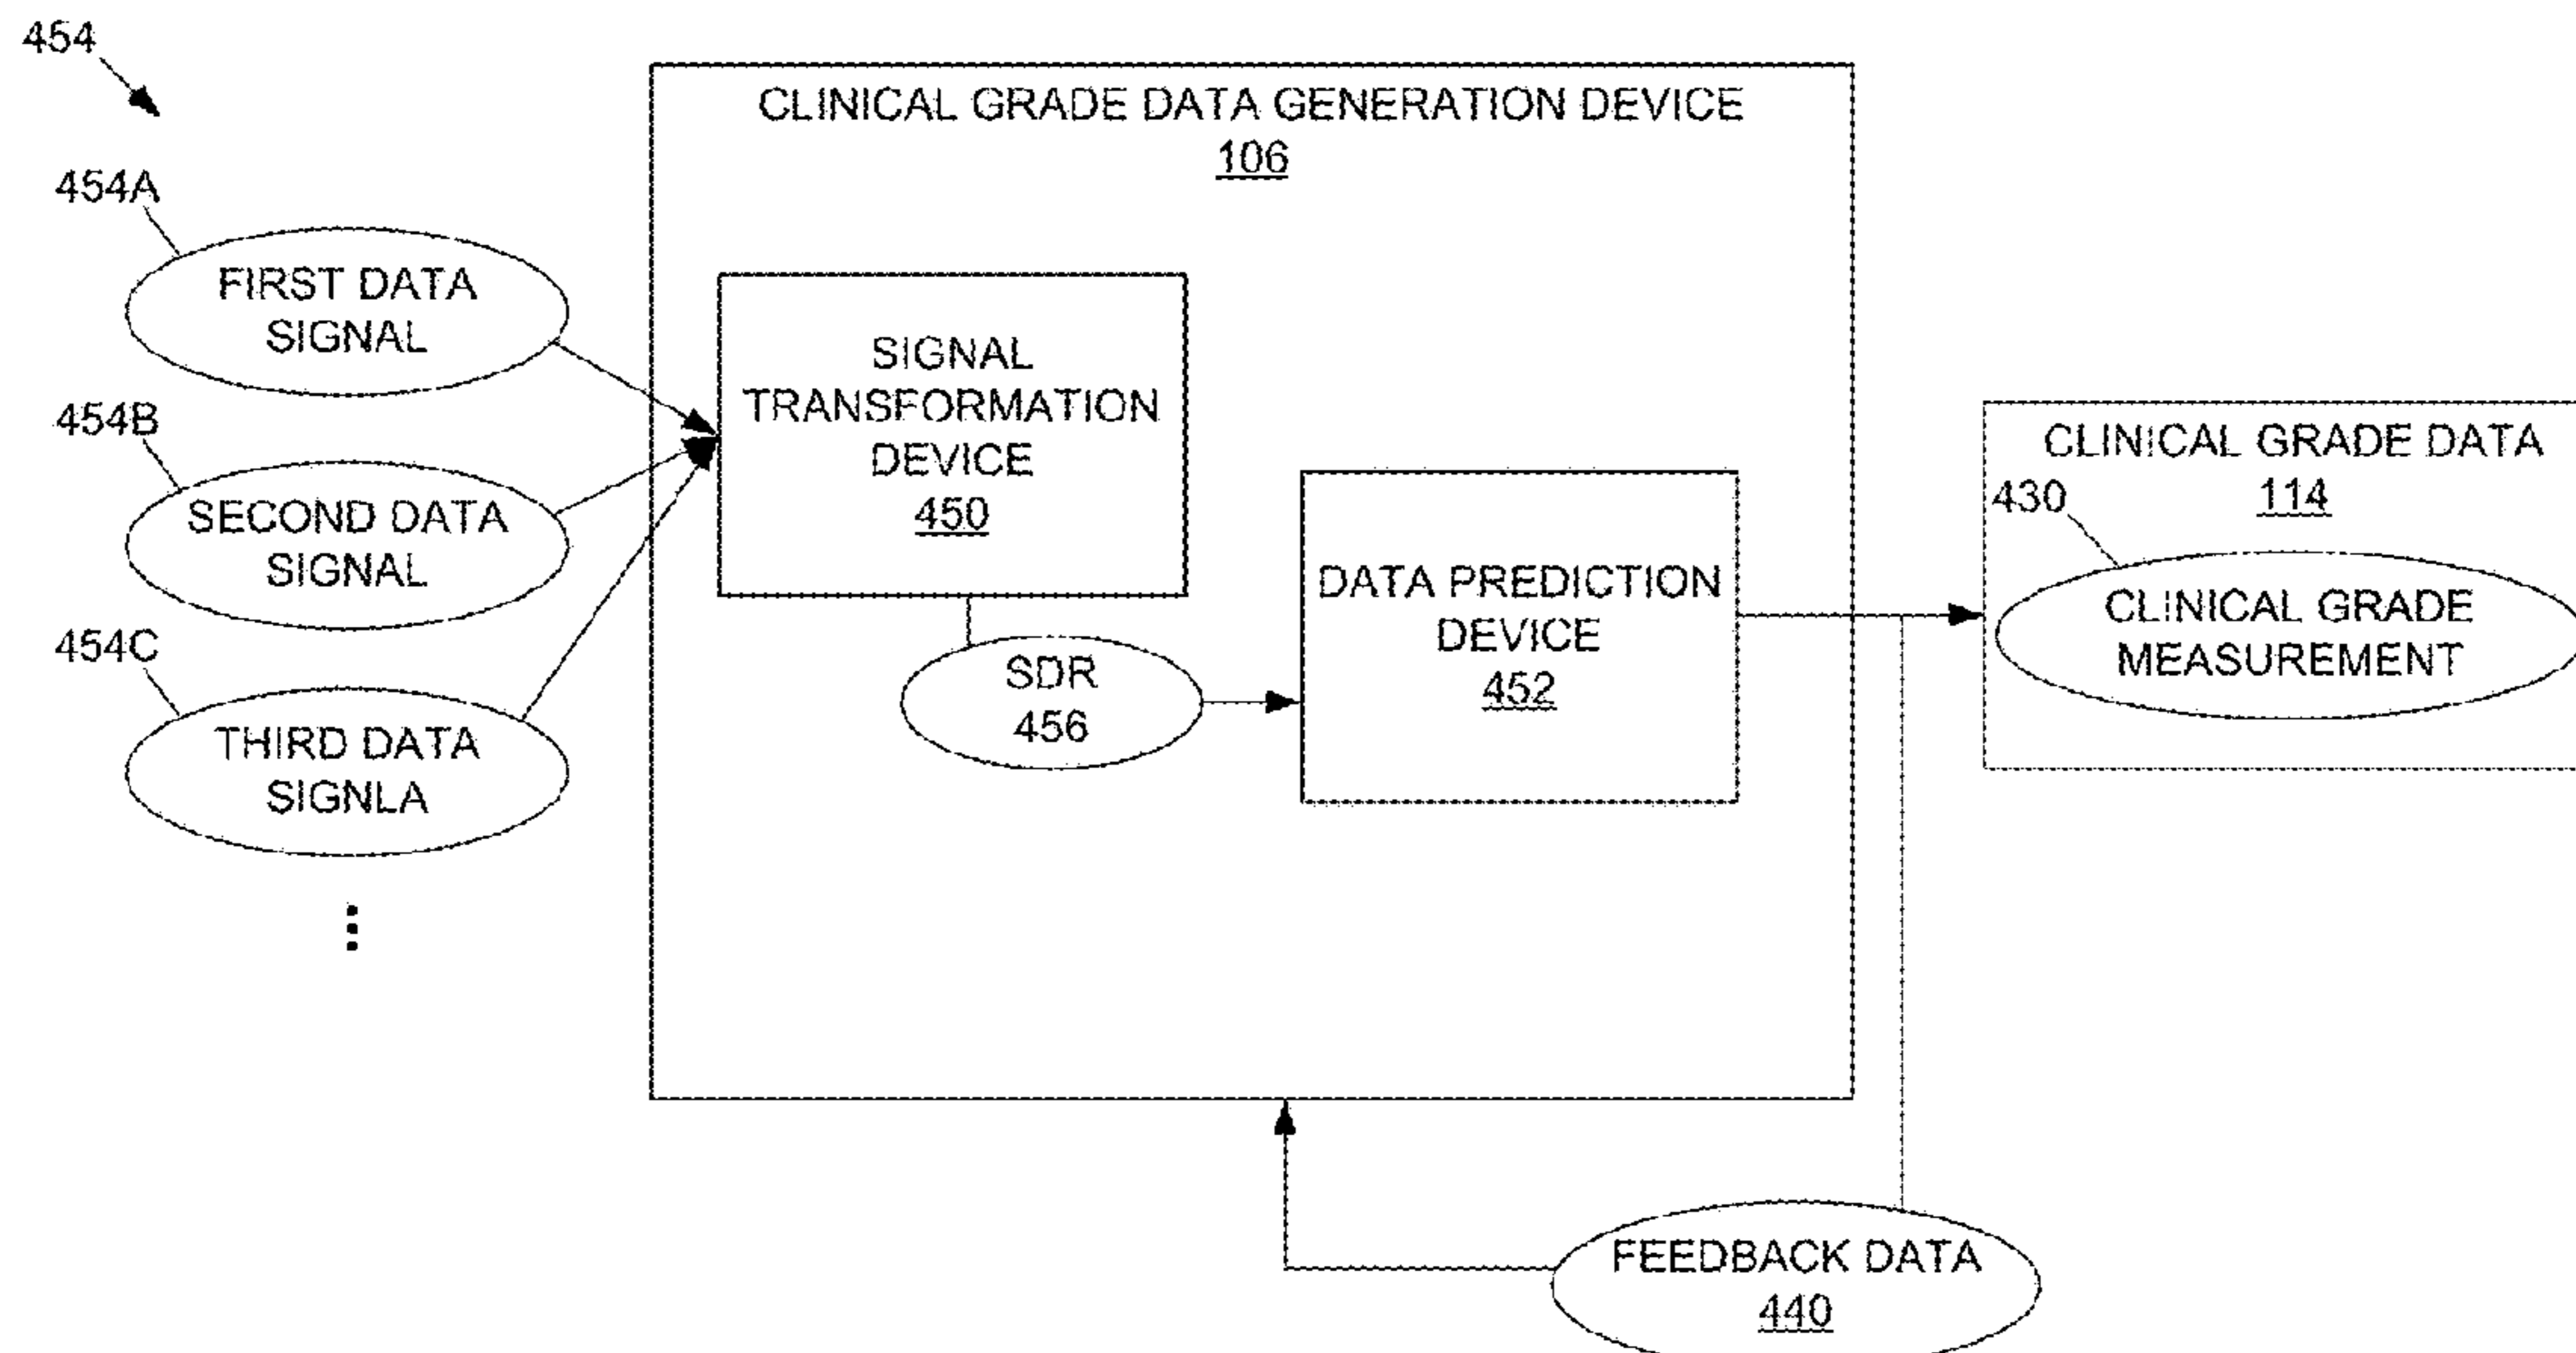 454
CLINICAL GRADE DATA GENERATION DEVICE
106
454A
FIRST DATA
SIGNAL
454B
SECOND DATA
SIGNAL
454C
THIRD DATA
SIGNLA
SIGNAL
TRANSFORMATION
DEVICE
450
SDR
456
DATA PREDICTION
DEVICE
452
CLINICAL GRADE DATA
114
430
CLINICAL GRADE
MEASUREMENT
FEEDBACK DATA
440